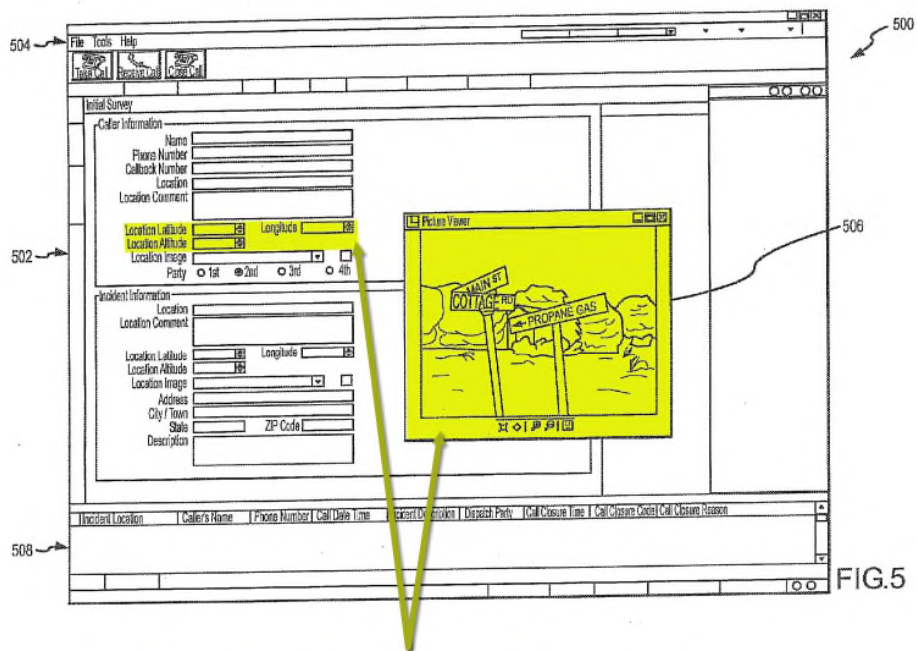 500
504
File Tools Help
Take Call Receive Call Close Call
Initial Survey
Caller Information
Name
Phone Number
Callback Number
Location
Location Comment
Location Latitude Longitude
Location Altitude
Location Image
Party 1st 2nd 3rd 4th
502
Picture Viewer
506
MAIN ST
COTTAGE RD
PROPANE GAS
Incident Information
Location
Location Comment
Location Latitude Longitude
Location Altitude
Location Image
Address
City / Town
State ZIP Code
Description
Incident Location Caller's Name Phone Number Call Date Time Incident Description Dispatch Party Call Closure Time Call Closure Code Call Closure Reason
508
FIG.5